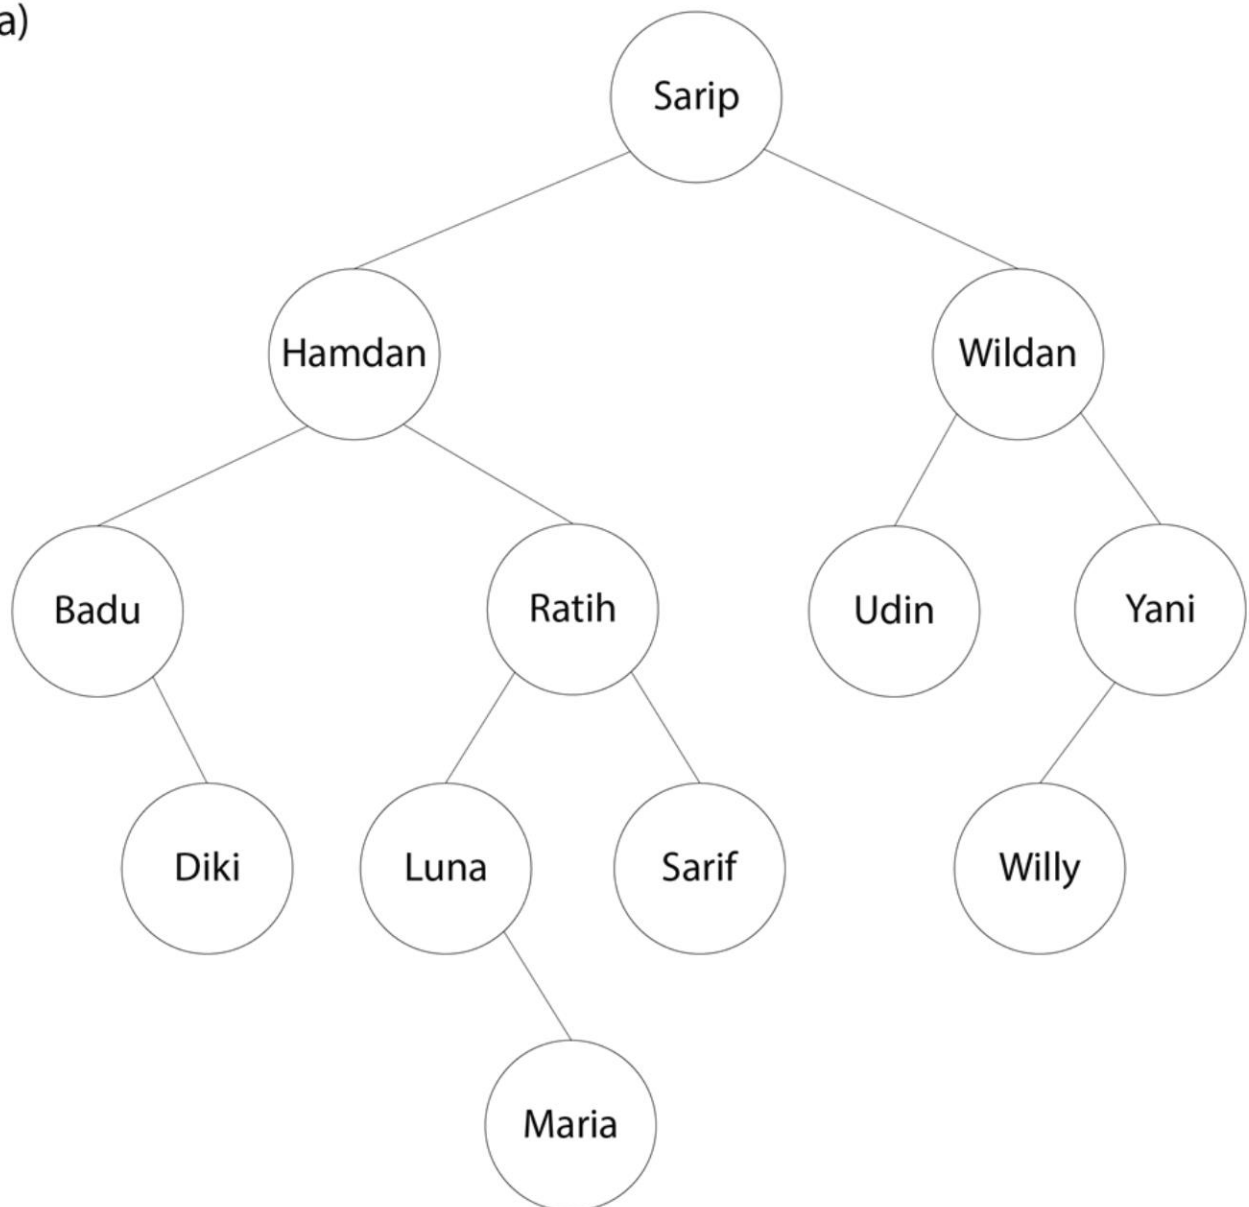 a)
Sarip
Hamdan
Wildan
Badu
Ratih
Udin
Yani
Diki
Luna
Sarif
Willy
Maria